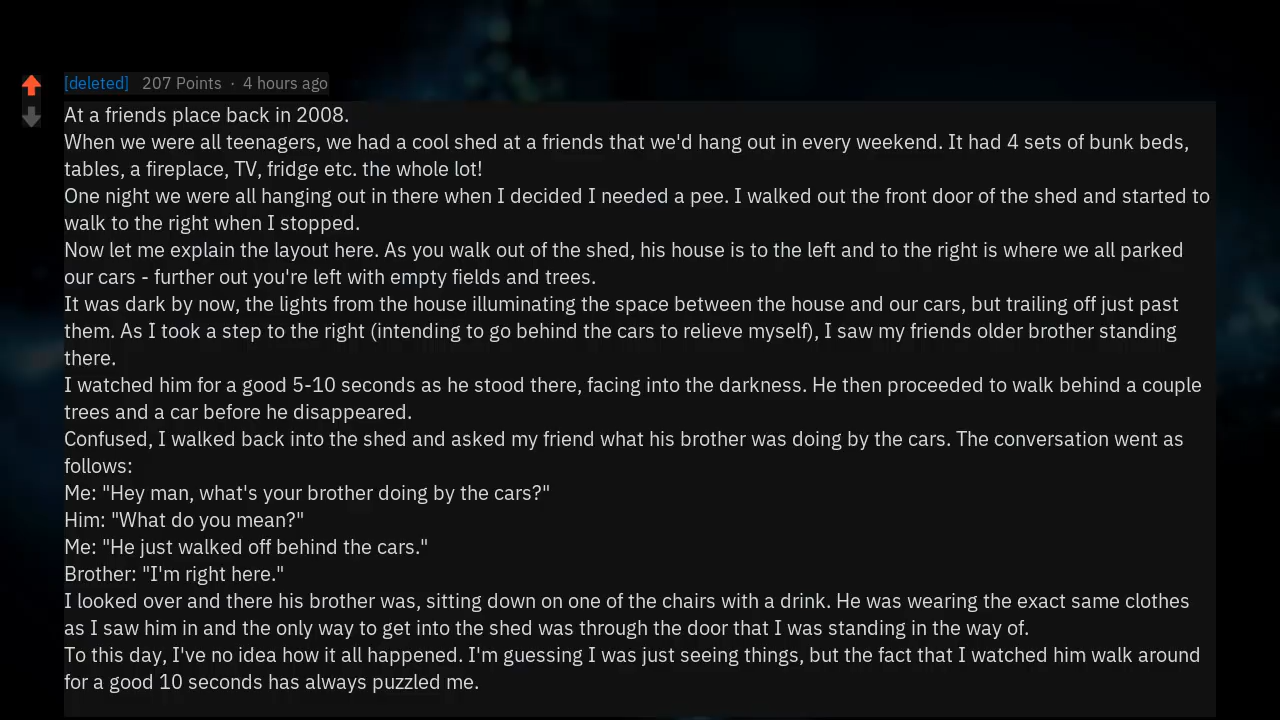 [deleted] 207 Points · 4 hours ago
At a friends place back in 2008.
When we were all teenagers, we had a cool shed at a friends that we'd hang out in every weekend. It had 4 sets of bunk beds,
tables, a fireplace, TV, fridge etc. the whole lot!
One night we were all hanging out in there when I decided I needed a pee. I walked out the front door of the shed and started to
walk to the right when I stopped.
Now let me explain the layout here. As you walk out of the shed, his house is to the left and to the right is where we all parked
our cars - further out you're left with empty fields and trees.
It was dark by now, the lights from the house illuminating the space between the house and our cars, but trailing off just past
them. As I took a step to the right (intending to go behind the cars to relieve myself), I saw my friends older brother standing
there.
I watched him for a good 5-10 seconds as he stood there, facing into the darkness. He then proceeded to walk behind a couple
trees and a car before he disappeared.
Confused, I walked back into the shed and asked my friend what his brother was doing by the cars. The conversation went as
follows:
Me: "Hey man, what's your brother doing by the cars?"
Him: "What do you mean?"
Me: "He just walked off behind the cars."
Brother: "I'm right here."
I looked over and there his brother was, sitting down on one of the chairs with a drink. He was wearing the exact same clothes
as I saw him in and the only way to get into the shed was through the door that I was standing in the way of.
To this day, I've no idea how it all happened. I'm guessing I was just seeing things, but the fact that I watched him walk around
for a good 10 seconds has always puzzled me.